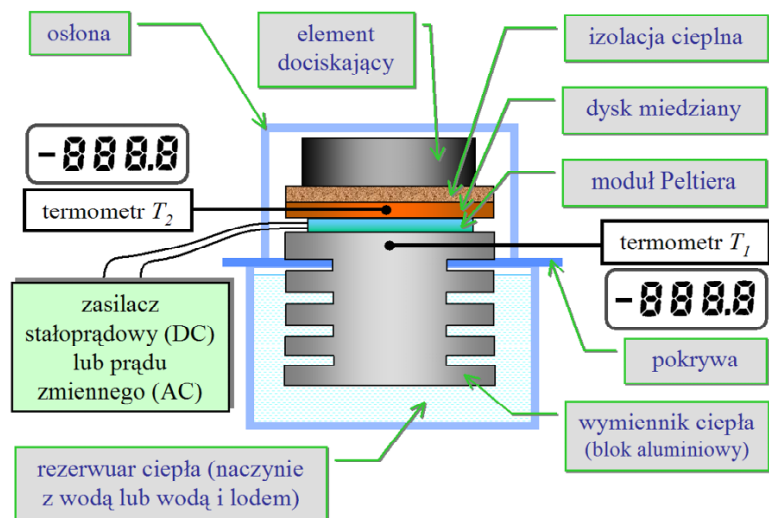 osłona
element
dociskający
izolacja cieplna
dysk miedziany
-888.8
moduł Peltiera
termometr T2
termometr T1
-888.8
zasilacz
stałoprądowy (DC)
lub prądu
zmiennego (AC)
pokrywa
wymiennik ciepła
(blok aluminiowy)
rezerwuar ciepła (naczynie
z wodą lub wodą i lodem)